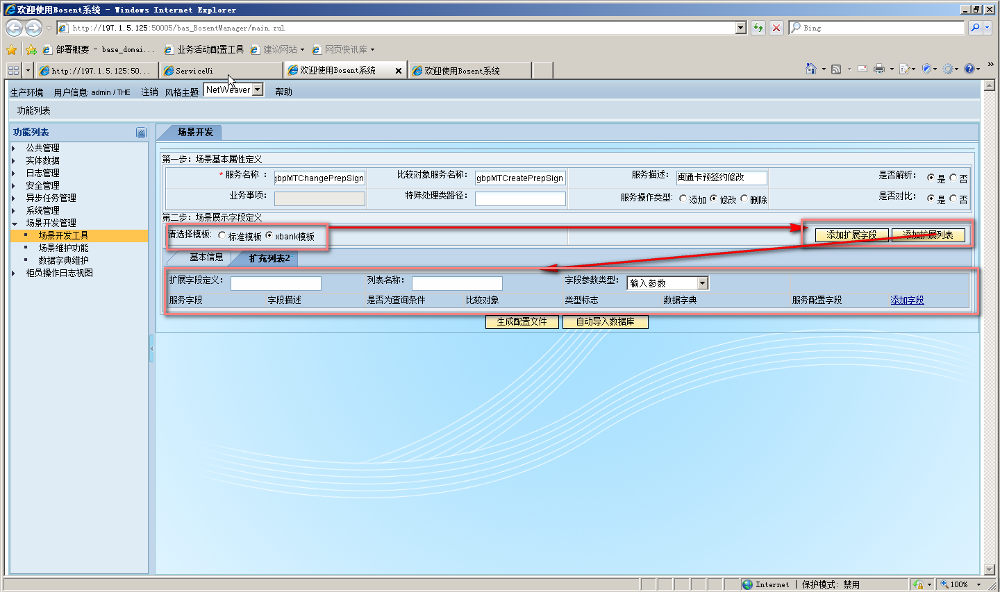 欢迎使用Bosent系统 - Windows Internet Explorer
http://197.1.5.125:50005/bas_BosentManager/main.zul
Bing
部署概要 - base_domai...
业务活动配置工具
建议网站
网页快讯库
http://197.1.5.125:50...
ServiceUi
欢迎使用Bosent系统
欢迎使用Bosent系统
生产环境 用户信息: admin / THE 注销 风格主题: NetWeaver 帮助
功能列表
功能列表
公共管理
实体数据
日志管理
安全管理
异步任务管理
系统管理
场景开发管理
场景开发工具
场景维护功能
数据字典维护
柜员操作日志视图
场景开发
第一步: 场景基本属性定义
* 服务名称 : gbpMTChangePrepSign 比较对象服务名称: gbpMTCreatePrepSign 服务描述: 闽通卡预签约修改 是否解析: 是 否
业务事项: 特殊处理类路径: 服务操作类型: 添加 修改 删除 是否对比: 是 否
第二步: 场景展示字段定义
请选择模板: 标准模板 xbank模板 添加扩展字段 添加扩展列表
基本信息 扩充列表2
扩展字段定义: 列表名称: 字段参数类型: 输入参数
服务字段 字段描述 是否为查询条件 比较对象 类型标志 数据字典 服务配置字段 添加字段
生成配置文件 自动导入数据库
Internet | 保护模式: 禁用
100%